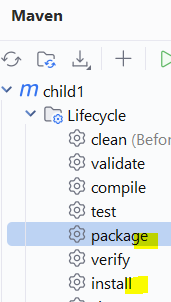 Maven
child1
Lifecycle
clean (Befor
validate
compile
test
package
verify
install